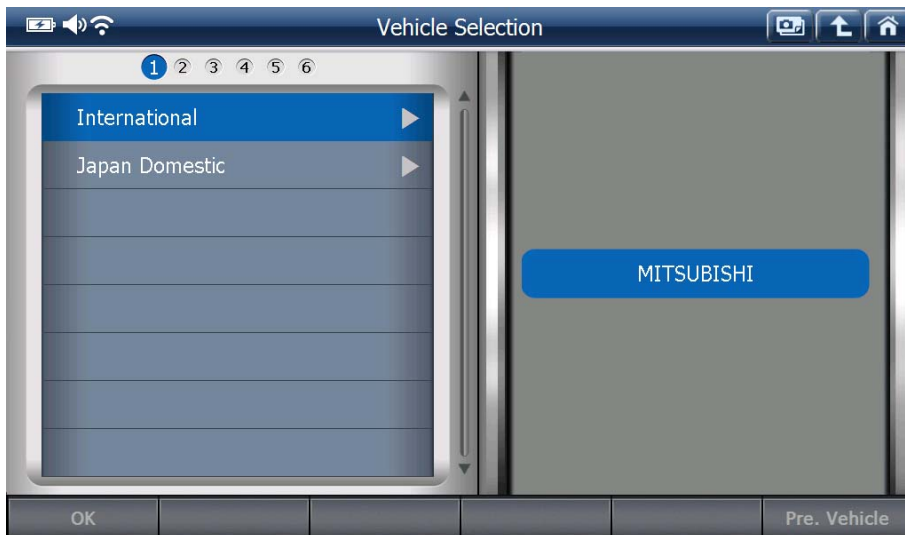 Vehicle Selection
1 2 3 4 5 6
International
Japan Domestic
MITSUBISHI
OK
Pre. Vehicle